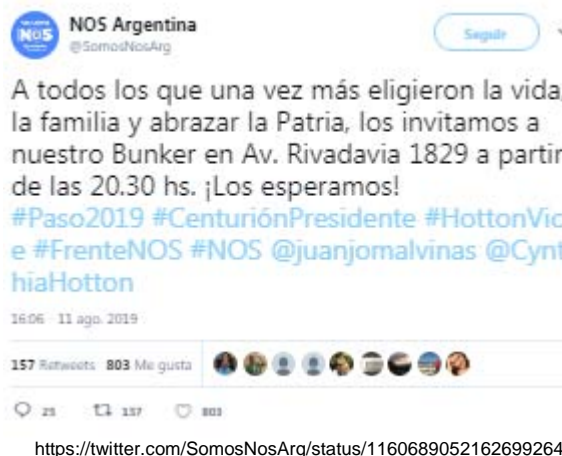 NOS Argentina
@SomosNosArg
Seguir
NOS
A todos los que una vez más eligieron la vida,
la familia y abrazar la Patria, los invitamos a
nuestro Bunker en Av. Rivadavia 1829 a partir
de las 20.30 hs. ¡Los esperamos!
#Paso2019 #CenturiónPresidente #HottonVic
e #FrenteNOS #NOS @juanjomalvinas @Cynt
hiaHotton
16:06 - 11 ago. 2019
157 Retweets 803 Me gusta
25 157 803
https://twitter.com/SomosNosArg/status/1160689052162699264